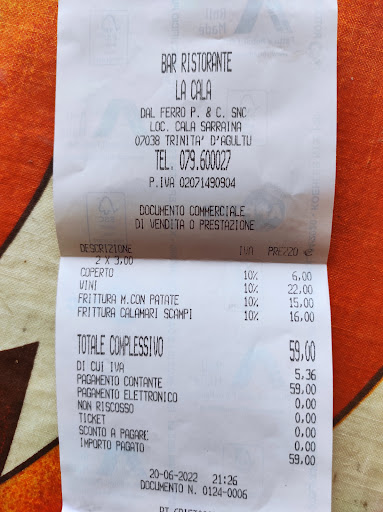 BAR RISTORANTE
LA CALA
DAL FERRO P. & C. SNC
LOC. CALA SARRAINA
07038 TRINITA' D'AGULTU
TEL. 079.600027
P.IVA 02071490904
DOCUMENTO COMMERCIALE
DI VENDITA O PRESTAZIONE
DESCRIZIONE IVA PREZZO €
2 X 3,00
COPERTO 10% 6,00
VINI 10% 22,00
FRITTURA M.CON PATATE 10% 15,00
FRITTURA CALAMARI SCAMPI 10% 16,00
TOTALE COMPLESSIVO 59,00
DI CUI IVA 5,36
PAGAMENTO CONTANTE 59,00
PAGAMENTO ELETTRONICO 0,00
NON RISCOSSO 0,00
TICKET 0,00
SCONTO A PAGARE 0,00
IMPORTO PAGATO 59,00
20-06-2022 21:26
DOCUMENTO N. 0124-0006